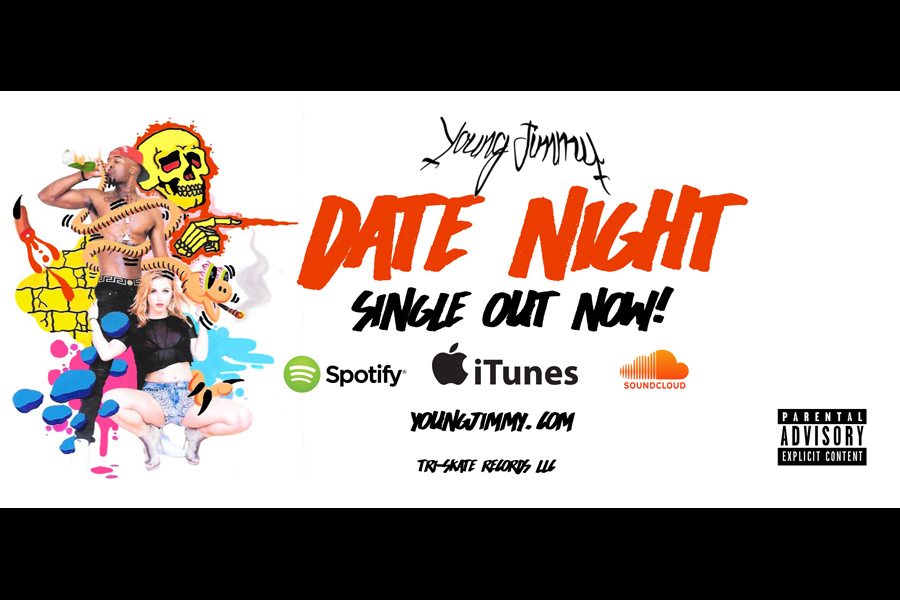 Young Jimmy
DATE NIGHT
SINGLE OUT NOW!
Spotify®
iTunes
SOUNDCLOUD
YOUNGJIMMY.COM
TRI-SKATE RECORDS LLC
PARENTAL
ADVISORY
EXPLICIT CONTENT